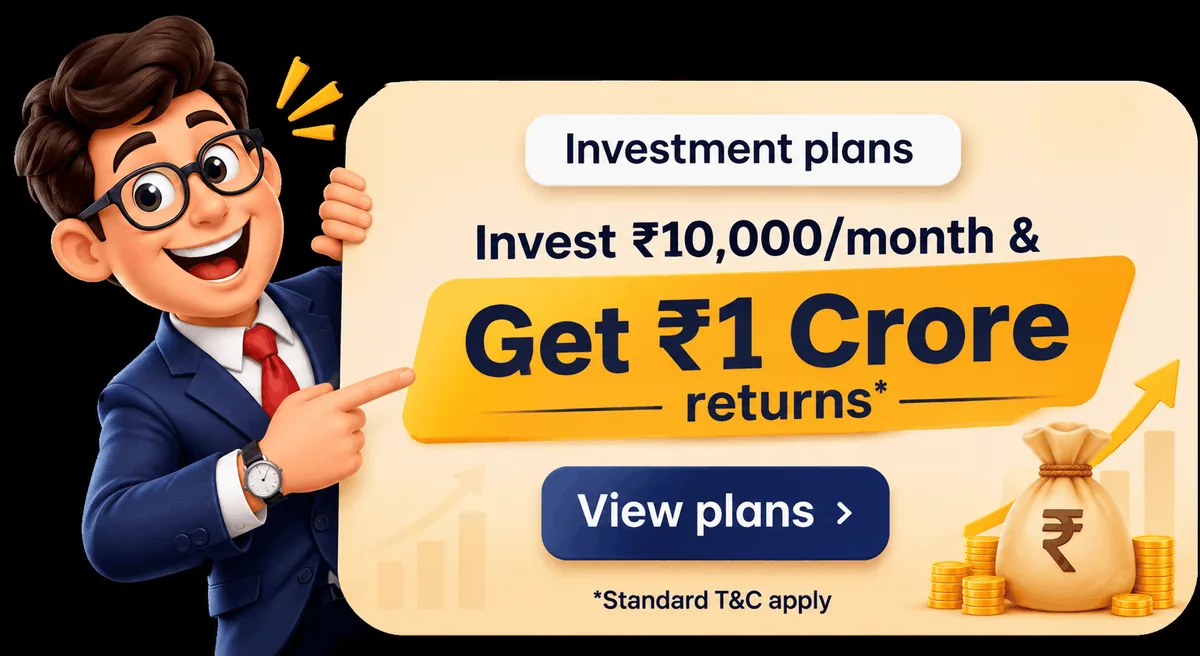 Investment plans
Invest ₹10,000/month &
Get ₹1 Crore
returns*
View plans >
*Standard T&C apply
₹